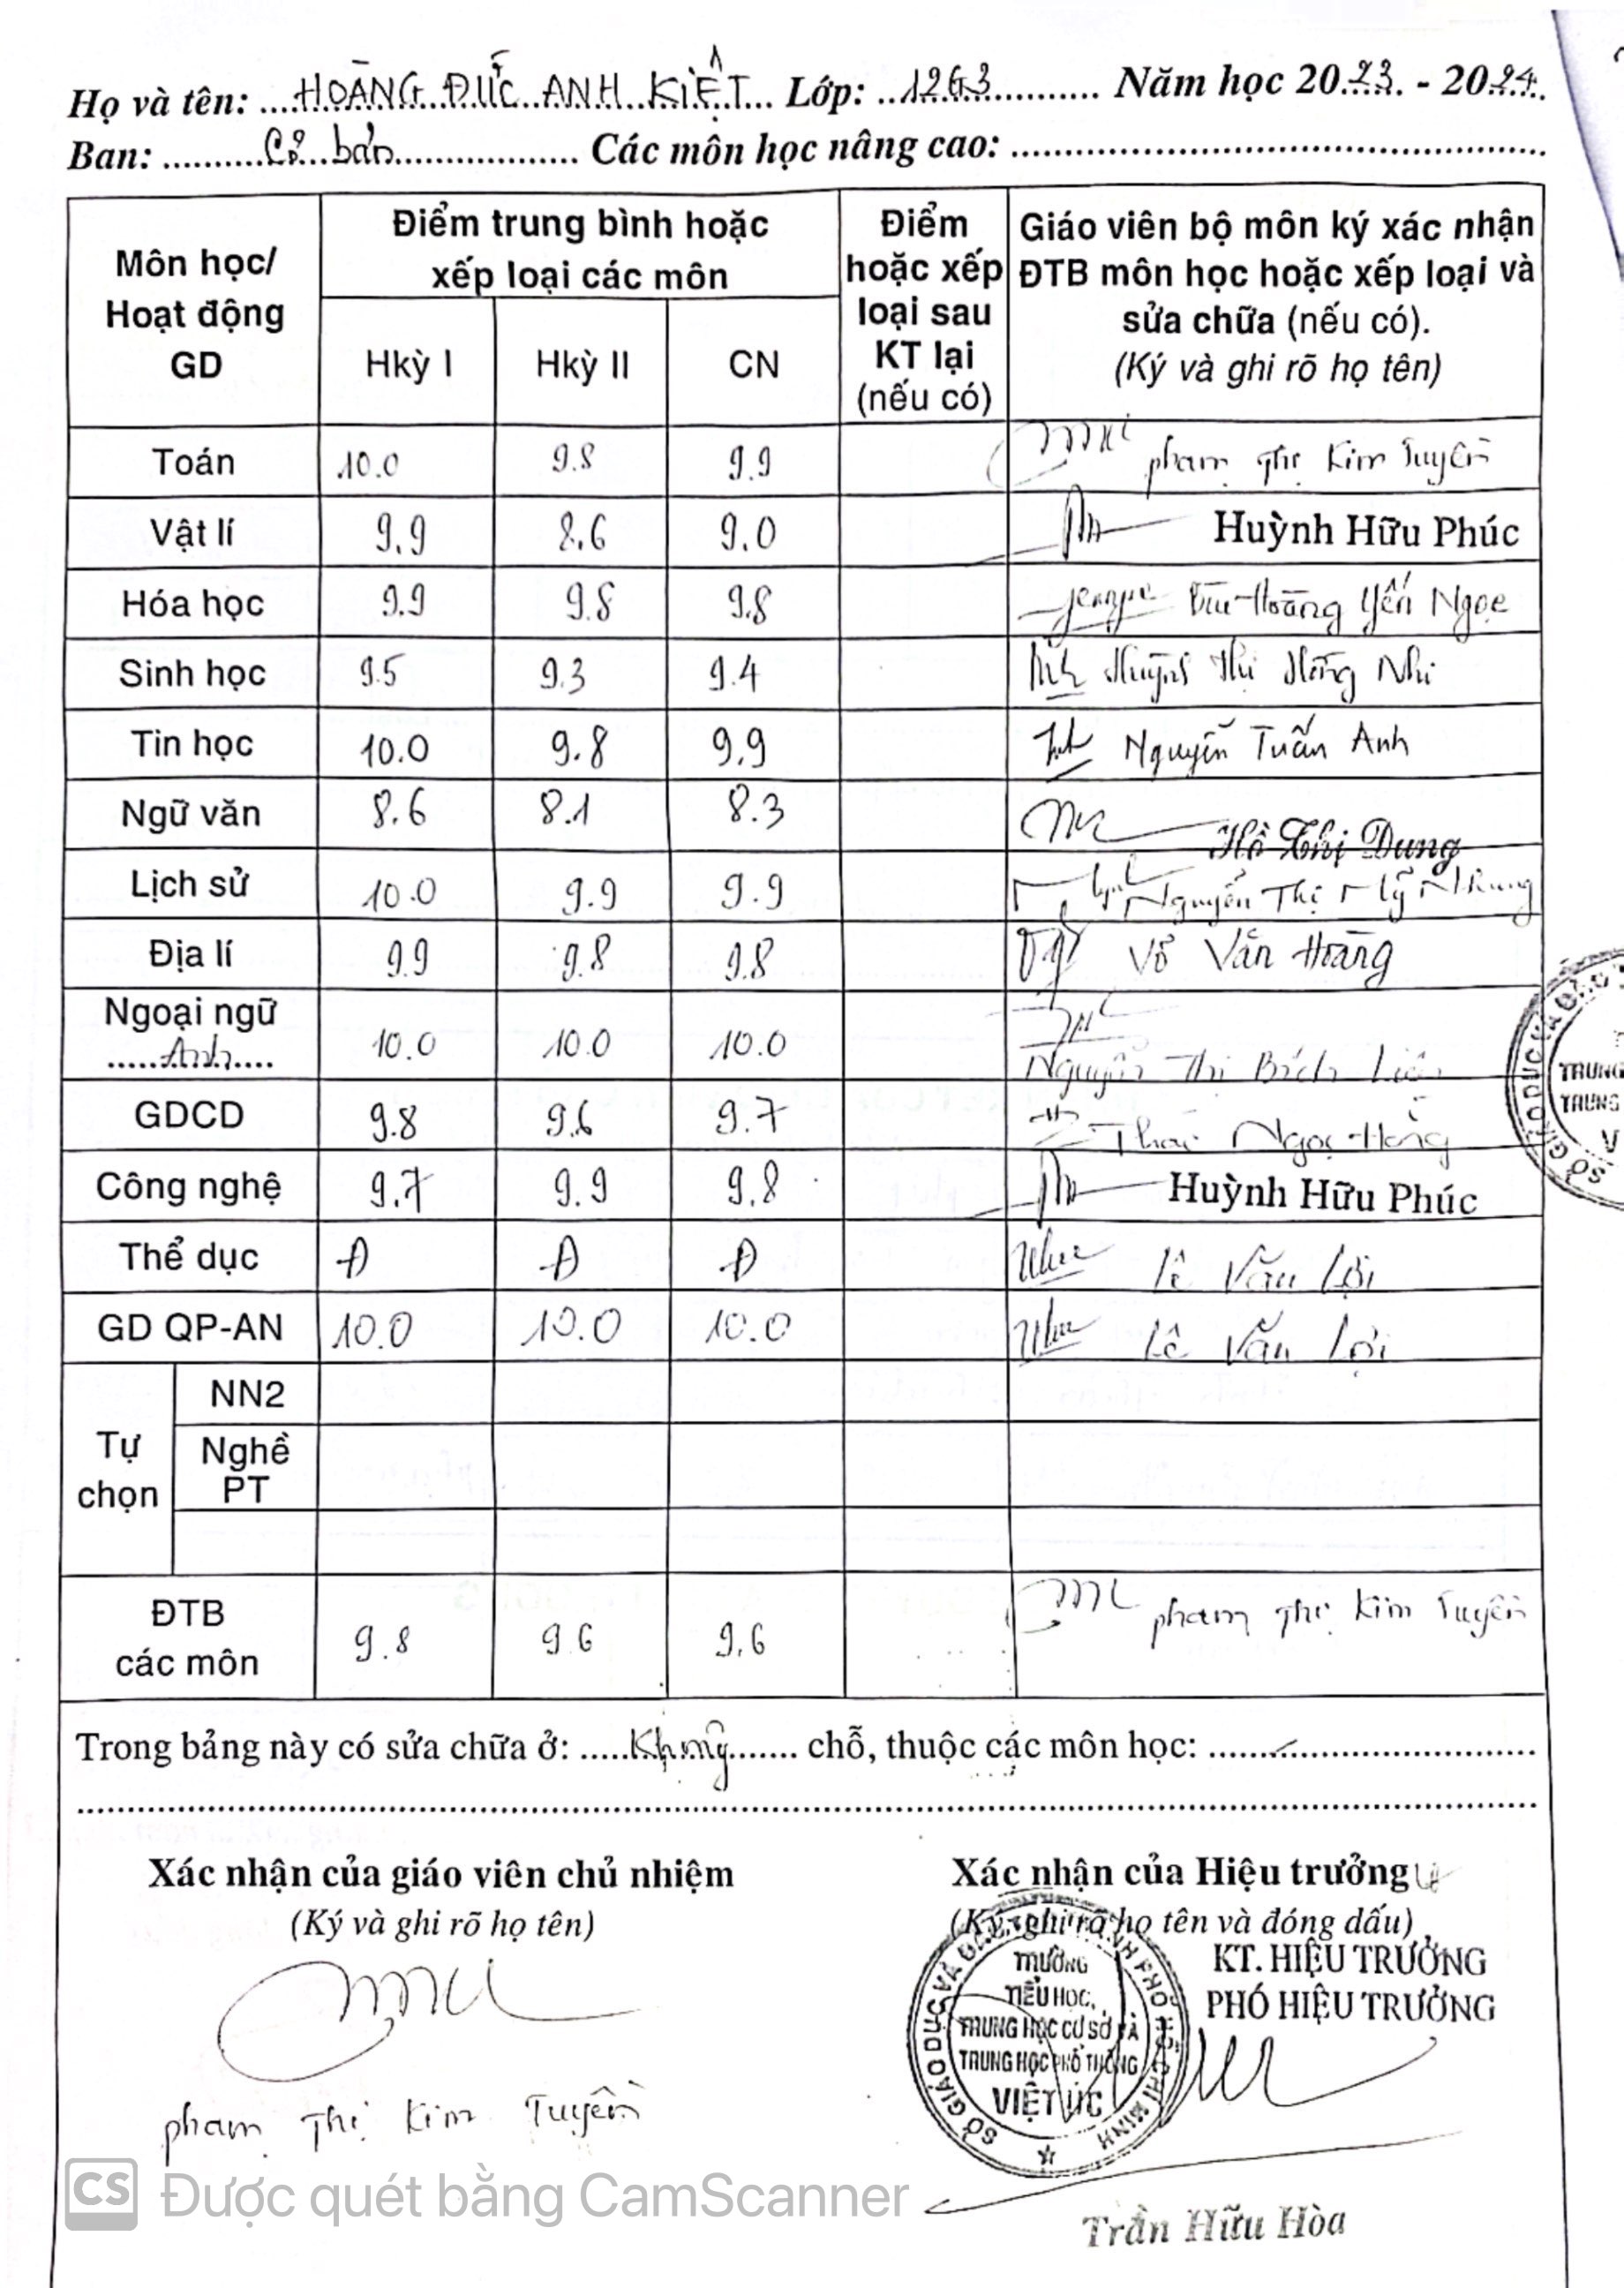 Họ và tên: ....HOÀNG ĐỨC ANH KIỆT... Lớp: ...12G3........... Năm học 2023. - 2024.
Ban: ..........Cơ bản.................. Các môn học nâng cao: ................................................
Môn học/ Hoạt động GD
Điểm trung bình hoặc xếp loại các môn
Hkỳ I Hkỳ II CN
Điểm hoặc xếp loại sau KT lại (nếu có)
Giáo viên bộ môn ký xác nhận ĐTB môn học hoặc xếp loại và sửa chữa (nếu có).
(Ký và ghi rõ họ tên)
Toán 10.0 9.8 9.9 Phạm Thị Kim Tuyền
Vật lí 9.9 8.6 9.0 Huỳnh Hữu Phúc
Hóa học 9.9 9.8 9.8 Hoàng Yến Ngọc
Sinh học 9.5 9.3 9.4 Huỳnh Thị Hồng Nhi
Tin học 10.0 9.8 9.9 Nguyễn Tuấn Anh
Ngữ văn 8.6 8.1 8.3 Hồ Thị Dung
Lịch sử 10.0 9.9 9.9 Nguyễn Thị Mỹ Nhung
Địa lí 9.9 9.8 9.8 Võ Văn Hoàng
Ngoại ngữ
.....Anh.... 10.0 10.0 10.0 Nguyễn Thị Bích Liên
GDCD 9.8 9.6 9.7 Ngọc Hồng
Công nghệ 9.7 9.9 9.8 Huỳnh Hữu Phúc
Thể dục Đ Đ Đ Lê Văn Lợi
GD QP-AN 10.0 10.0 10.0 Lê Văn Lợi
Tự chọn
NN2
Nghề PT
ĐTB các môn 9.8 9.6 9.6 Phạm Thị Kim Tuyền
Trong bảng này có sửa chữa ở: .....Không....... chỗ, thuộc các môn học: ..............................
Xác nhận của giáo viên chủ nhiệm
(Ký và ghi rõ họ tên)
Phạm Thị Kim Tuyền
Xác nhận của Hiệu trưởng
(Ký, ghi rõ họ tên và đóng dấu)
KT. HIỆU TRƯỞNG
PHÓ HIỆU TRƯỞNG
SỞ GIÁO DỤC VÀ ĐÀO TẠO THÀNH PHỐ HỒ CHÍ MINH
TRƯỜNG
TIỂU HỌC,
TRUNG HỌC CƠ SỞ VÀ
TRUNG HỌC PHỔ THÔNG
VIỆT ÚC
Trần Hữu Hòa
CS Được quét bằng CamScanner